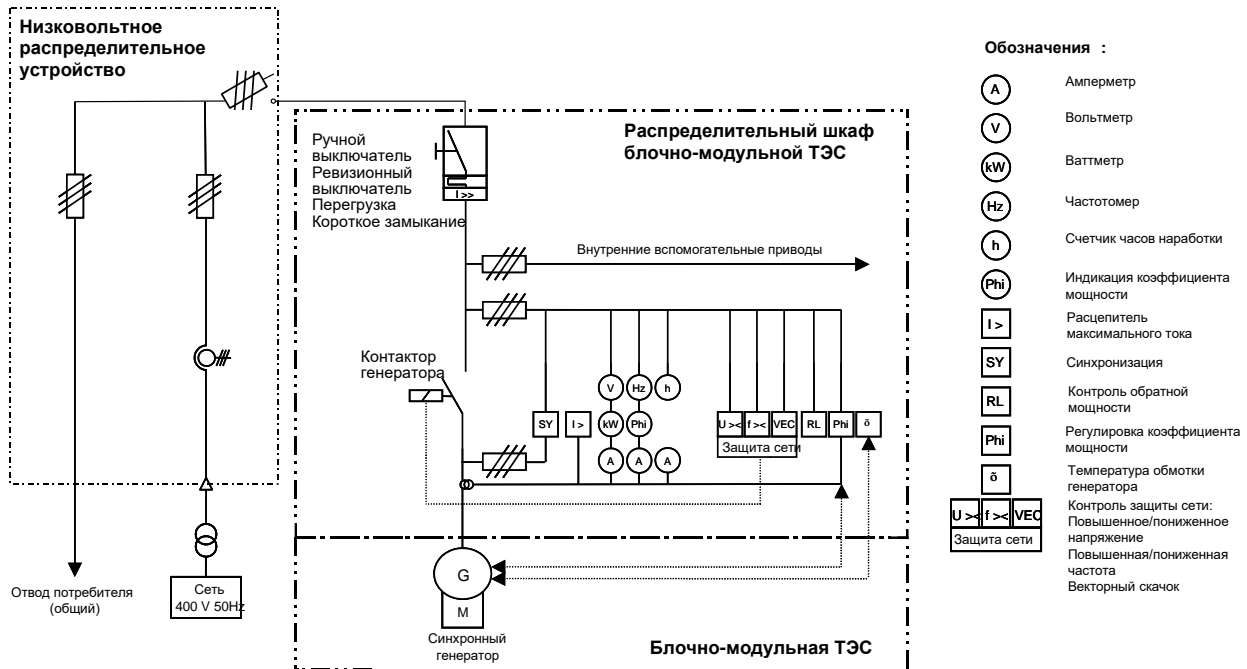 Низковольтное
распределительное
устройство
Отвод потребителя
(общий)
Сеть
400 V 50Hz
Распределительный шкаф
блочно-модульной ТЭС
Ручной
выключатель
Ревизионный
выключатель
Перегрузка
Короткое замыкание
I >>
Внутренние вспомогательные приводы
Контактор
генератора
V
Hz
h
SY
I >
kW
Phi
U ><
f ><
VEC
RL
Phi
õ
Защита сети
A
A
A
G
M
Синхронный
генератор
Блочно-модульная ТЭС
Обозначения :
A
Амперметр
V
Вольтметр
kW
Ваттметр
Hz
Частотомер
h
Счетчик часов наработки
Phi
Индикация коэффициента
мощности
I >
Расцепитель
максимального тока
SY
Синхронизация
RL
Контроль обратной
мощности
Phi
Регулировка коэффициента
мощности
õ
Температура обмотки
генератора
U ><
f ><
VEC
Защита сети
Контроль защиты сети:
Повышенное/пониженное
напряжение
Повышенная/пониженная
частота
Векторный скачок